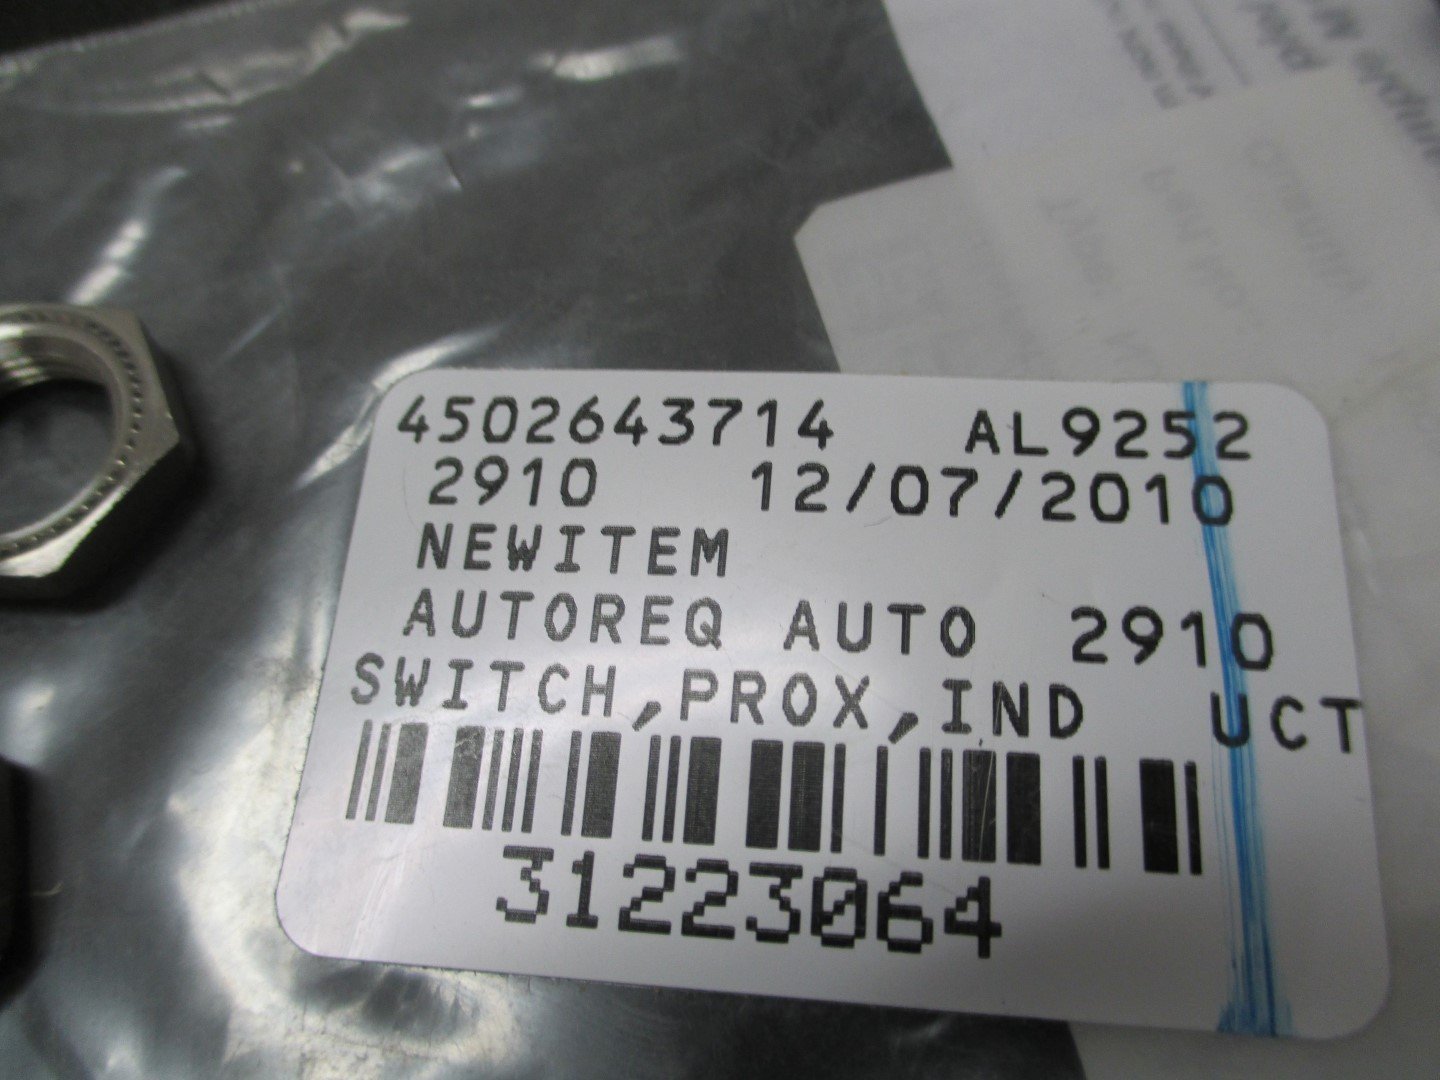 4502643714 AL9252
2910 12/07/2010
NEWITEM
AUTOREQ AUTO 2910
SWITCH,PROX,IND UCT
31223064